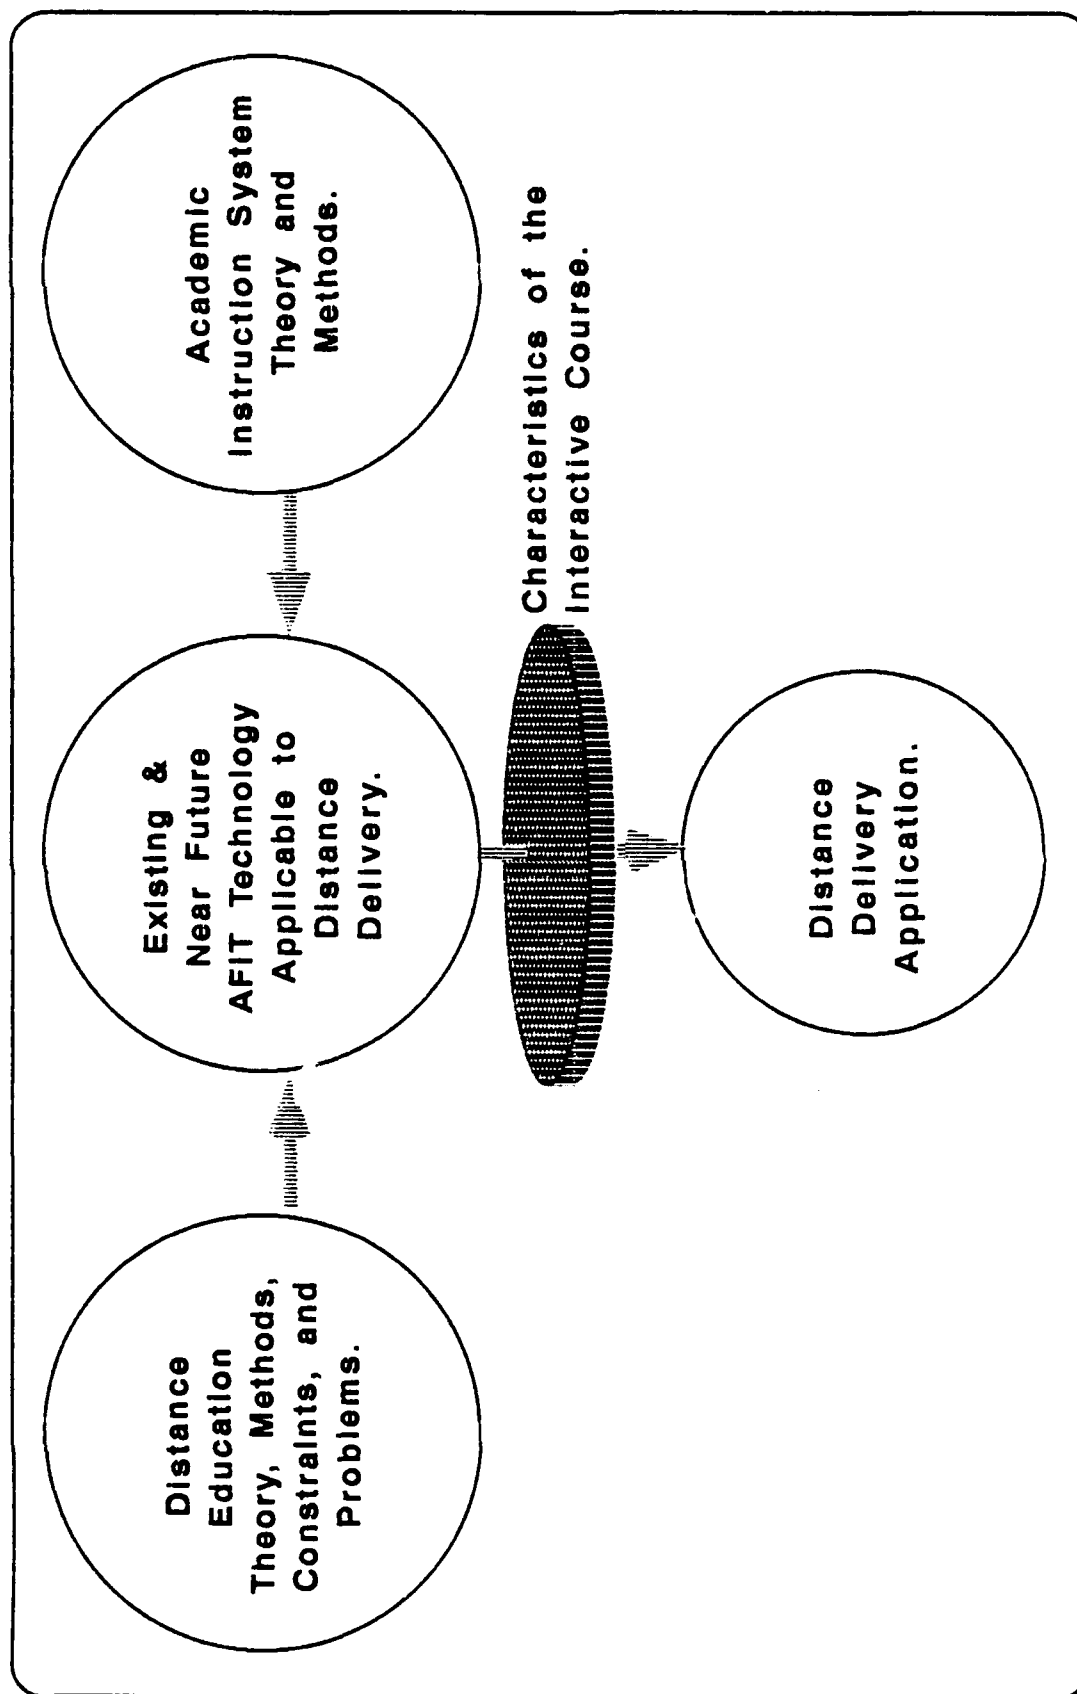 Distance
Education
Theory, Methods,
Constraints, and
Problems.
Existing &
Near Future
AFIT Technology
Applicable to
Distance
Delivery.
Academic
Instruction System
Theory and
Methods.
Characteristics of the
Interactive Course.
Distance
Delivery
Application.